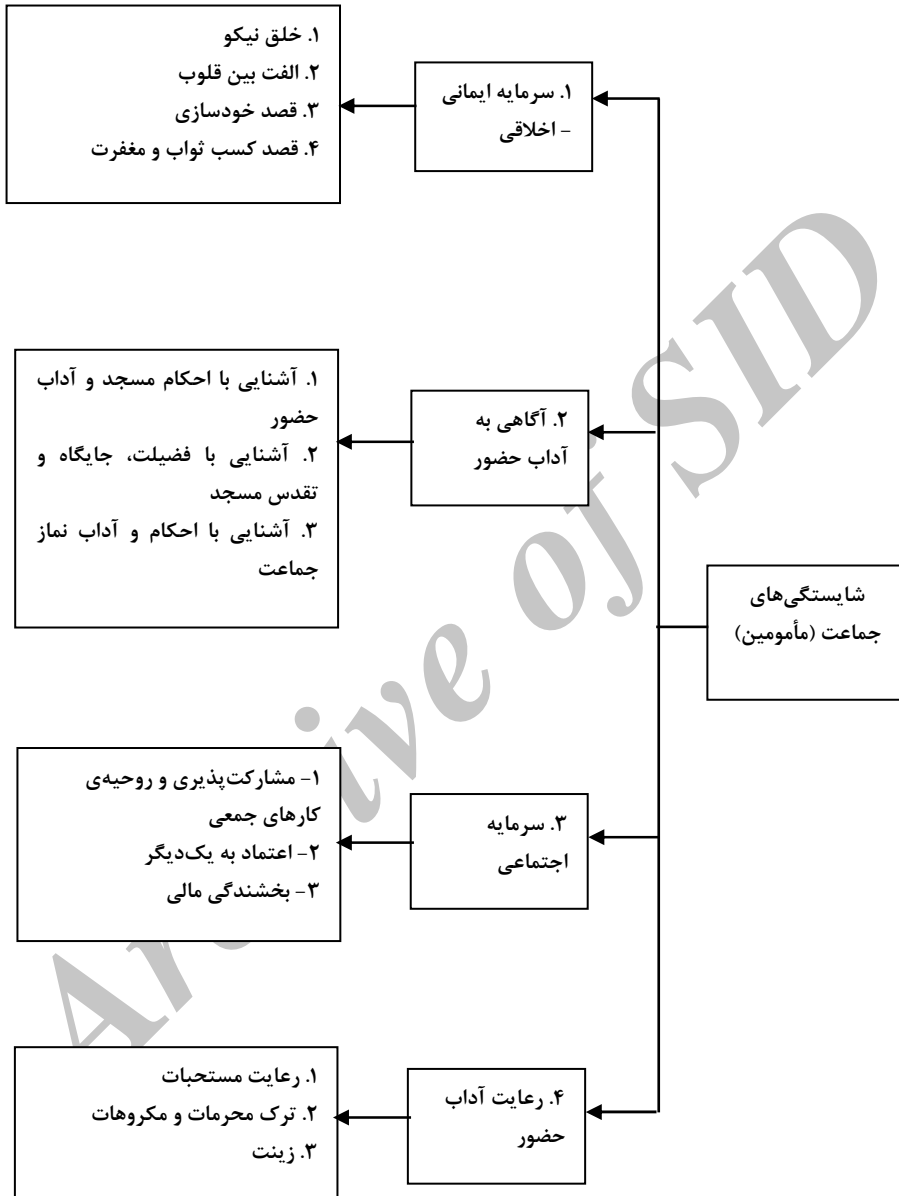 شایستگی‌های
جماعت (مأمومین)
۱. سرمایه ایمانی
- اخلاقی
۱. خلق نیکو
۲. الفت بین قلوب
۳. قصد خودسازی
۴. قصد کسب ثواب و مغفرت
۲. آگاهی به
آداب حضور
۱. آشنایی با احکام مسجد و آداب
حضور
۲. آشنایی با فضیلت، جایگاه و
تقدس مسجد
۳. آشنایی با احکام و آداب نماز
جماعت
۳. سرمایه
اجتماعی
۱- مشارکت‌پذیری و روحیه‌ی
کارهای جمعی
۲- اعتماد به یک‌دیگر
۳- بخشندگی مالی
۴. رعایت آداب
حضور
۱. رعایت مستحبات
۲. ترک محرمات و مکروهات
۳. زینت
Archive of SID